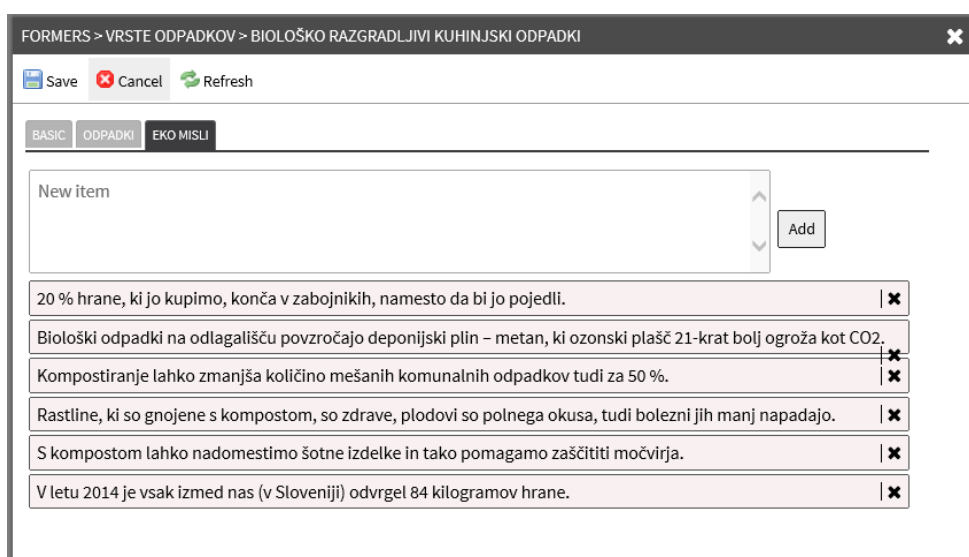 FORMERS > VRSTE ODPADKOV > BIOLOŠKO RAZGRADLJIVI KUHINJSKI ODPADKI
Save Cancel Refresh
BASIC ODPADKI EKO MISLI
New item
Add
20 % hrane, ki jo kupimo, konča v zabojnikih, namesto da bi jo pojedli.
Biološki odpadki na odlagališču povzročajo deponijski plin – metan, ki ozonski plašč 21-krat bolj ogroža kot CO2.
Kompostiranje lahko zmanjša količino mešanih komunalnih odpadkov tudi za 50 %.
Rastline, ki so gnojene s kompostom, so zdrave, plodovi so polnega okusa, tudi bolezni jih manj napadajo.
S kompostom lahko nadomestimo šotne izdelke in tako pomagamo zaščititi močvirja.
V letu 2014 je vsak izmed nas (v Sloveniji) odvrgel 84 kilogramov hrane.